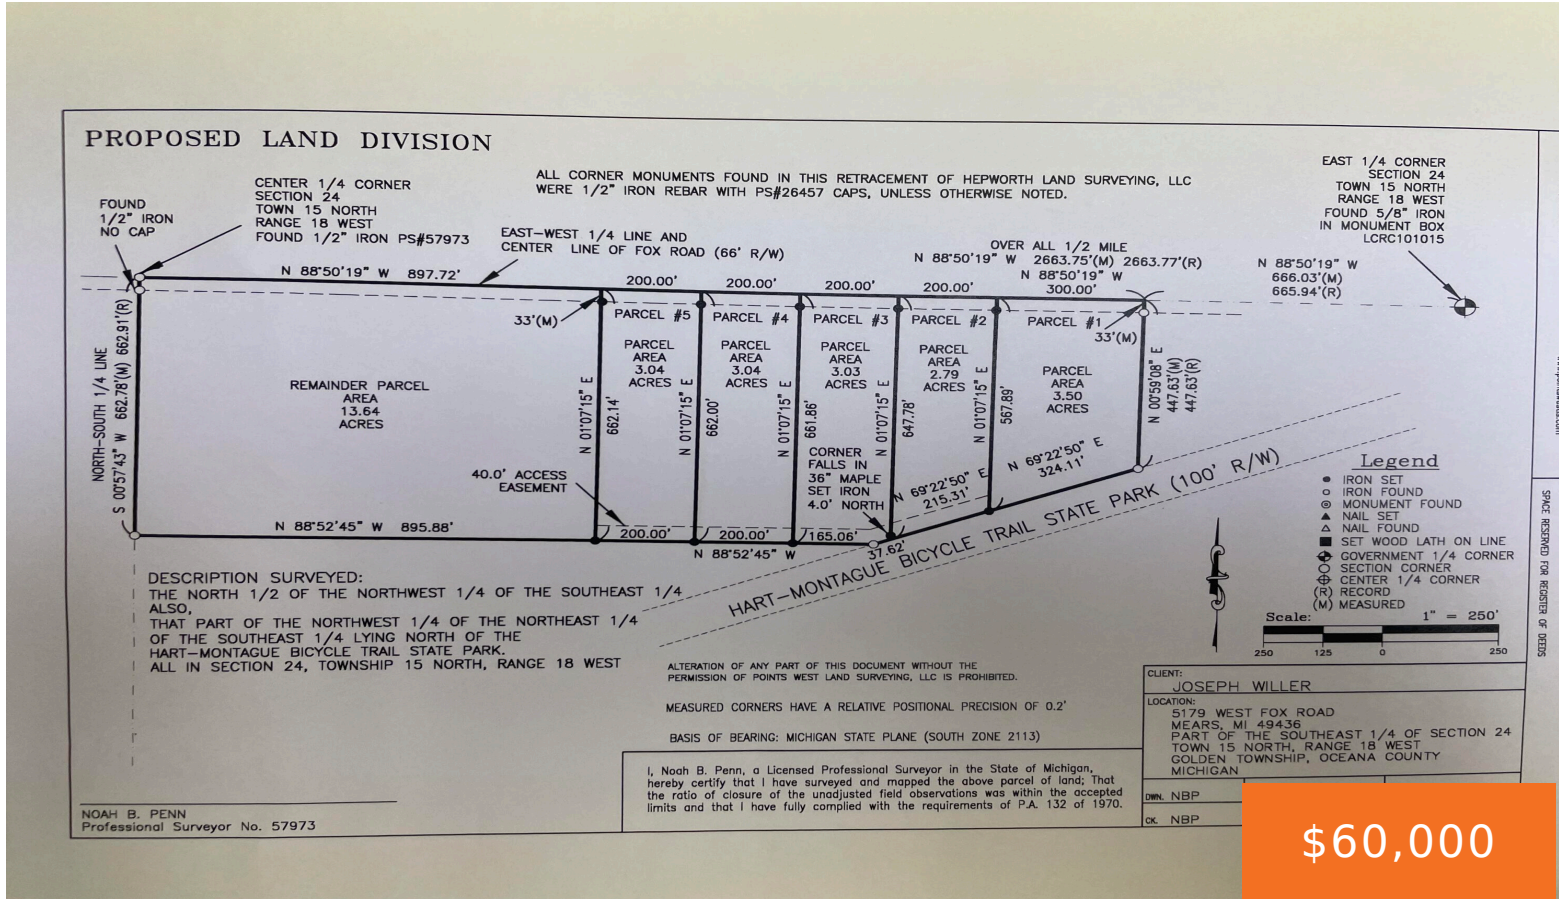 PROPOSED LAND DIVISION
ALL CORNER MONUMENTS FOUND IN THIS RETRACEMENT OF HEPWORTH LAND SURVEYING, LLC
WERE 1/2" IRON REBAR WITH PS#26457 CAPS, UNLESS OTHERWISE NOTED.
EAST 1/4 CORNER
SECTION 24
TOWN 15 NORTH
RANGE 18 WEST
FOUND 5/8" IRON
IN MONUMENT BOX
LCRC101015
CENTER 1/4 CORNER
SECTION 24
TOWN 15 NORTH
RANGE 18 WEST
FOUND 1/2" IRON PS#57973
FOUND
1/2" IRON
NO CAP
EAST-WEST 1/4 LINE AND
CENTER LINE OF FOX ROAD (66' R/W)
OVER ALL 1/2 MILE
N 88°50'19" W 2663.75'(M) 2663.77'(R)
N 88°50'19" W
300.00'
N 88°50'19" W
666.03'(M)
665.94'(R)
N 88°50'19" W 897.72'
200.00'
200.00'
200.00'
200.00'
33'(M)
PARCEL #5
PARCEL #4
PARCEL #3
PARCEL #2
PARCEL #1
33'(M)
NORTH-SOUTH 1/4 LINE
S 00°57'43" W 662.78'(M) 662.91'(R)
REMAINDER PARCEL
AREA
13.64
ACRES
N 01°07'15" E
662.14'
PARCEL
AREA
3.04
ACRES
N 01°07'15" E
662.00'
PARCEL
AREA
3.04
ACRES
N 01°07'15" E
661.86'
PARCEL
AREA
3.03
ACRES
N 01°07'15" E
647.78'
PARCEL
AREA
2.79
ACRES
N 01°07'15" E
567.89'
PARCEL
AREA
3.50
ACRES
N 00°59'08" E
447.63'(M)
447.63'(R)
40.0' ACCESS
EASEMENT
CORNER
FALLS IN
36" MAPLE
SET IRON
4.0' NORTH
N 69°22'50" E
215.31'
N 69°22'50" E
324.11'
N 88°52'45" W 895.88'
200.00'
200.00'
165.06'
N 88°52'45" W
37.62'
HART-MONTAGUE BICYCLE TRAIL STATE PARK (100' R/W)
DESCRIPTION SURVEYED:
THE NORTH 1/2 OF THE NORTHWEST 1/4 OF THE SOUTHEAST 1/4
ALSO,
THAT PART OF THE NORTHWEST 1/4 OF THE NORTHEAST 1/4
OF THE SOUTHEAST 1/4 LYING NORTH OF THE
HART-MONTAGUE BICYCLE TRAIL STATE PARK.
ALL IN SECTION 24, TOWNSHIP 15 NORTH, RANGE 18 WEST
Legend
IRON SET
IRON FOUND
MONUMENT FOUND
NAIL SET
NAIL FOUND
SET WOOD LATH ON LINE
GOVERNMENT 1/4 CORNER
SECTION CORNER
CENTER 1/4 CORNER
(R) RECORD
(M) MEASURED
Scale: 1" = 250'
250 125 0 250
SPACE RESERVED FOR REGISTER OF DEEDS
ALTERATION OF ANY PART OF THIS DOCUMENT WITHOUT THE
PERMISSION OF POINTS WEST LAND SURVEYING, LLC IS PROHIBITED.
MEASURED CORNERS HAVE A RELATIVE POSITIONAL PRECISION OF 0.2'
BASIS OF BEARING: MICHIGAN STATE PLANE (SOUTH ZONE 2113)
I, Noah B. Penn, a Licensed Professional Surveyor in the State of Michigan,
hereby certify that I have surveyed and mapped the above parcel of land; That
the ratio of closure of the unadjusted field observations was within the accepted
limits and that I have fully complied with the requirements of P.A. 132 of 1970.
NOAH B. PENN
Professional Surveyor No. 57973
CLIENT:
JOSEPH WILLER
LOCATION:
5179 WEST FOX ROAD
MEARS, MI 49436
PART OF THE SOUTHEAST 1/4 OF SECTION 24
TOWN 15 NORTH, RANGE 18 WEST
GOLDEN TOWNSHIP, OCEANA COUNTY
MICHIGAN
DWN. NBP
CK. NBP
$60,000